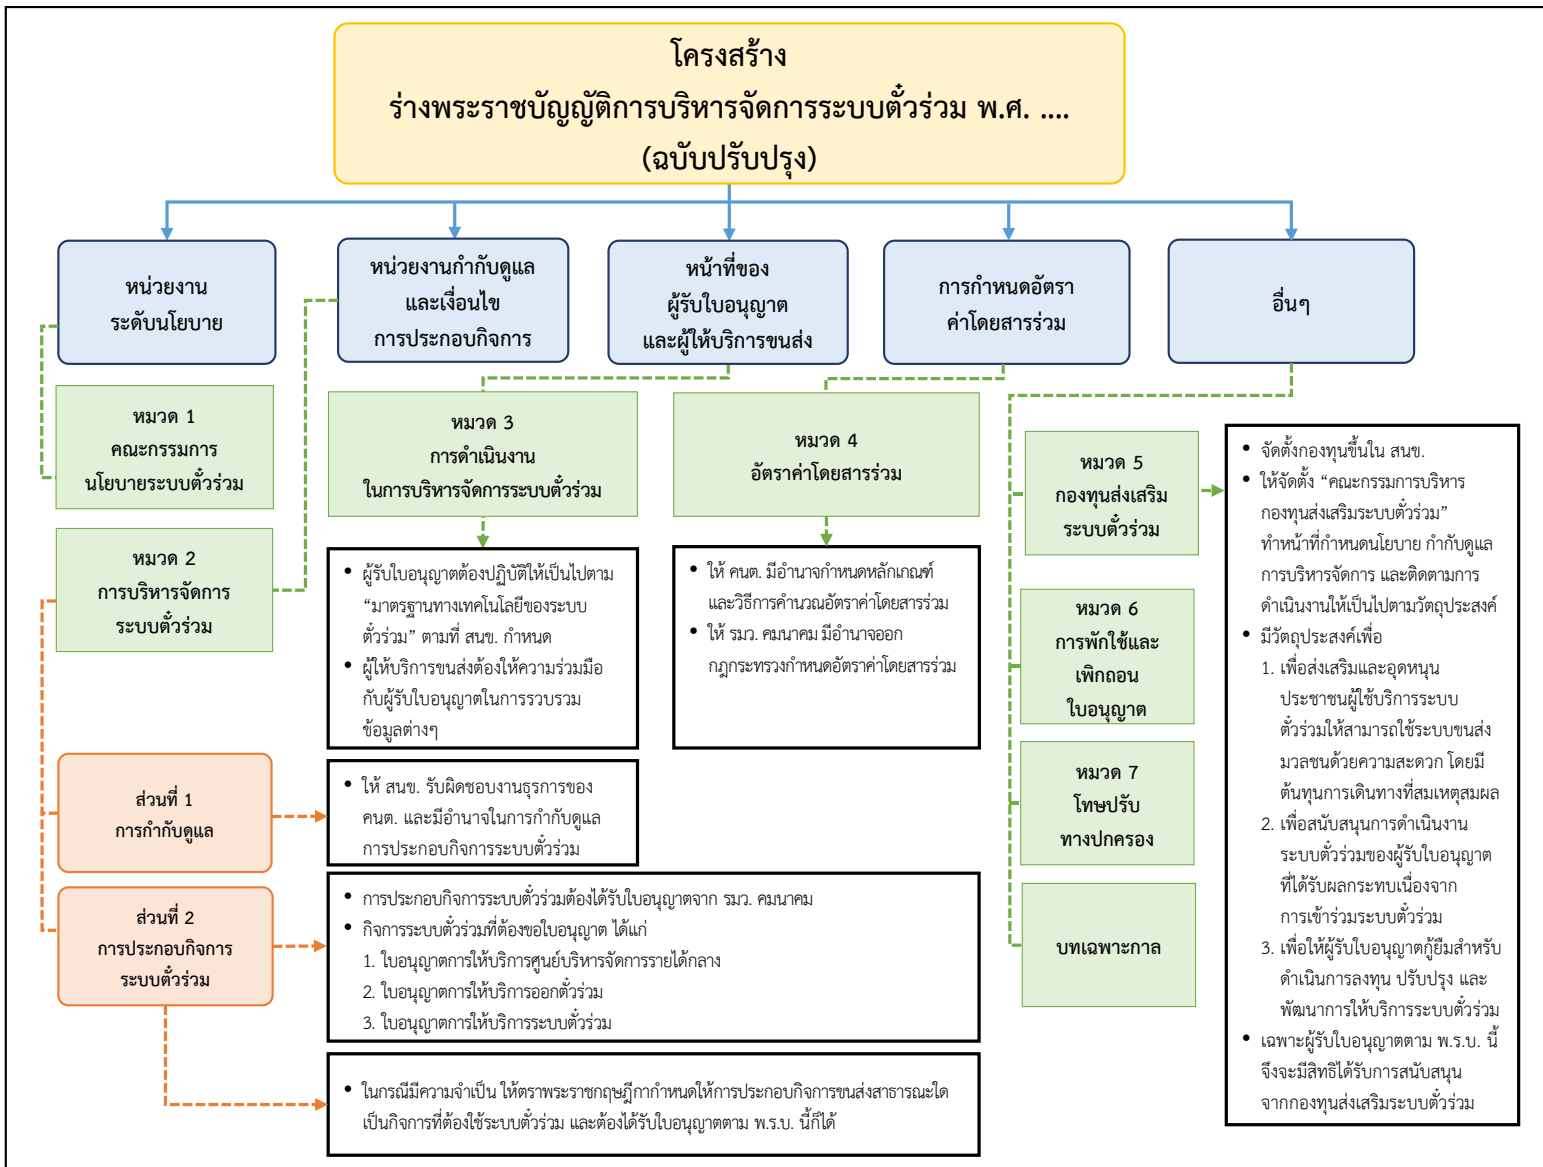 โครงสร้าง
ร่างพระราชบัญญัติการบริหารจัดการระบบตั๋วร่วม พ.ศ. ....
(ฉบับปรับปรุง)
หน่วยงาน
ระดับนโยบาย
หน่วยงานกำกับดูแล
และเงื่อนไข
การประกอบกิจการ
หน้าที่ของ
ผู้รับใบอนุญาต
และผู้ให้บริการขนส่ง
การกำหนดอัตรา
ค่าโดยสารร่วม
อื่นๆ
หมวด 1
คณะกรรมการ
นโยบายระบบตั๋วร่วม
หมวด 2
การบริหารจัดการ
ระบบตั๋วร่วม
ส่วนที่ 1
การกำกับดูแล
ส่วนที่ 2
การประกอบกิจการ
ระบบตั๋วร่วม
หมวด 3
การดำเนินงาน
ในการบริหารจัดการระบบตั๋วร่วม
• ผู้รับใบอนุญาตต้องปฏิบัติให้เป็นไปตาม
“มาตรฐานทางเทคโนโลยีของระบบ
ตั๋วร่วม” ตามที่ สนข. กำหนด
• ผู้ให้บริการขนส่งต้องให้ความร่วมมือ
กับผู้รับใบอนุญาตในการรวบรวม
ข้อมูลต่างๆ
• ให้ สนข. รับผิดชอบงานธุรการของ
คนต. และมีอำนาจในการกำกับดูแล
การประกอบกิจการระบบตั๋วร่วม
• การประกอบกิจการระบบตั๋วร่วมต้องได้รับใบอนุญาตจาก รมว. คมนาคม
• กิจการระบบตั๋วร่วมที่ต้องขอใบอนุญาต ได้แก่
1. ใบอนุญาตการให้บริการศูนย์บริหารจัดการรายได้กลาง
2. ใบอนุญาตการให้บริการออกตั๋วร่วม
3. ใบอนุญาตการให้บริการระบบตั๋วร่วม
• ในกรณีมีความจำเป็น ให้ตราพระราชกฤษฎีกากำหนดให้การประกอบกิจการขนส่งสาธารณะใด
เป็นกิจการที่ต้องใช้ระบบตั๋วร่วม และต้องได้รับใบอนุญาตตาม พ.ร.บ. นี้ก็ได้
หมวด 4
อัตราค่าโดยสารร่วม
• ให้ คนต. มีอำนาจกำหนดหลักเกณฑ์
และวิธีการคำนวณอัตราค่าโดยสารร่วม
• ให้ รมว. คมนาคม มีอำนาจออก
กฎกระทรวงกำหนดอัตราค่าโดยสารร่วม
หมวด 5
กองทุนส่งเสริม
ระบบตั๋วร่วม
หมวด 6
การพักใช้และ
เพิกถอน
ใบอนุญาต
หมวด 7
โทษปรับ
ทางปกครอง
บทเฉพาะกาล
• จัดตั้งกองทุนขึ้นใน สนข.
• ให้จัดตั้ง “คณะกรรมการบริหาร
กองทุนส่งเสริมระบบตั๋วร่วม”
ทำหน้าที่กำหนดนโยบาย กำกับดูแล
การบริหารจัดการ และติดตามการ
ดำเนินงานให้เป็นไปตามวัตถุประสงค์
• มีวัตถุประสงค์เพื่อ
1. เพื่อส่งเสริมและอุดหนุน
ประชาชนผู้ใช้บริการระบบ
ตั๋วร่วมให้สามารถใช้ระบบขนส่ง
มวลชนด้วยความสะดวก โดยมี
ต้นทุนการเดินทางที่สมเหตุสมผล
2. เพื่อสนับสนุนการดำเนินงาน
ระบบตั๋วร่วมของผู้รับใบอนุญาต
ที่ได้รับผลกระทบเนื่องจาก
การเข้าร่วมระบบตั๋วร่วม
3. เพื่อให้ผู้รับใบอนุญาตกู้ยืมสำหรับ
ดำเนินการลงทุน ปรับปรุง และ
พัฒนาการให้บริการระบบตั๋วร่วม
• เฉพาะผู้รับใบอนุญาตตาม พ.ร.บ. นี้
จึงจะมีสิทธิได้รับการสนับสนุน
จากกองทุนส่งเสริมระบบตั๋วร่วม